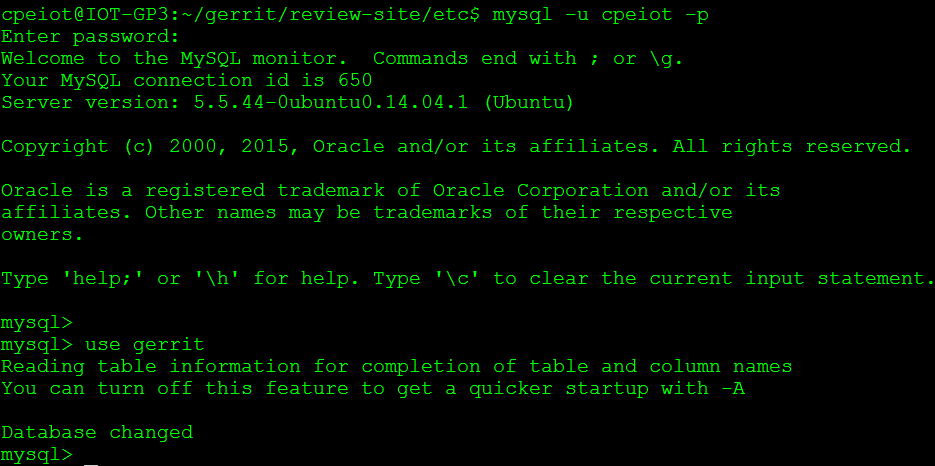 cpeiot@IOT-GP3:~/gerrit/review-site/etc$ mysql -u cpeiot -p
Enter password:
Welcome to the MySQL monitor.  Commands end with ; or \g.
Your MySQL connection id is 650
Server version: 5.5.44-0ubuntu0.14.04.1 (Ubuntu)
Copyright (c) 2000, 2015, Oracle and/or its affiliates. All rights reserved.
Oracle is a registered trademark of Oracle Corporation and/or its
affiliates. Other names may be trademarks of their respective
owners.
Type 'help;' or '\h' for help. Type '\c' to clear the current input statement.
mysql>
mysql> use gerrit
Reading table information for completion of table and column names
You can turn off this feature to get a quicker startup with -A
Database changed
mysql>